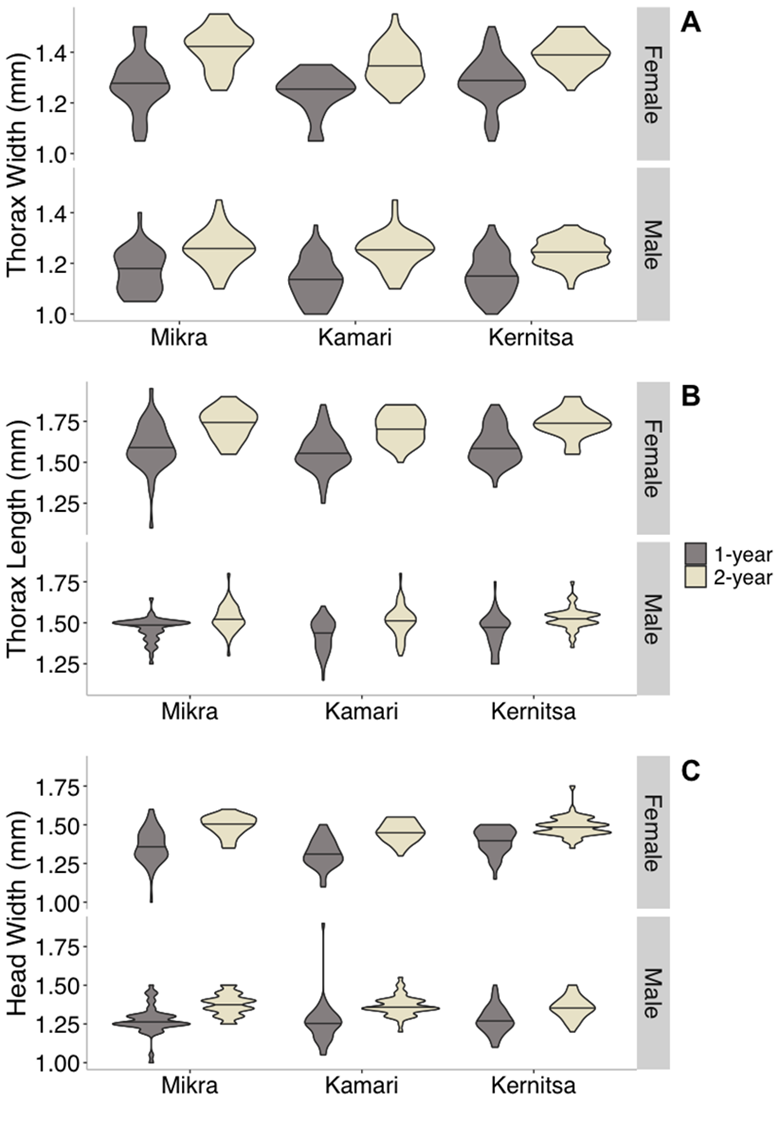 A
Thorax Width (mm)
1.4
1.2
1.0
Female
1.4
1.2
1.0
Male
Mikra Kamari Kernitsa
B
Thorax Length (mm)
1.75
1.50
1.25
Female
1.75
1.50
1.25
Male
Mikra Kamari Kernitsa
1-year
2-year
C
Head Width (mm)
1.75
1.50
1.25
1.00
Female
1.75
1.50
1.25
1.00
Male
Mikra Kamari Kernitsa